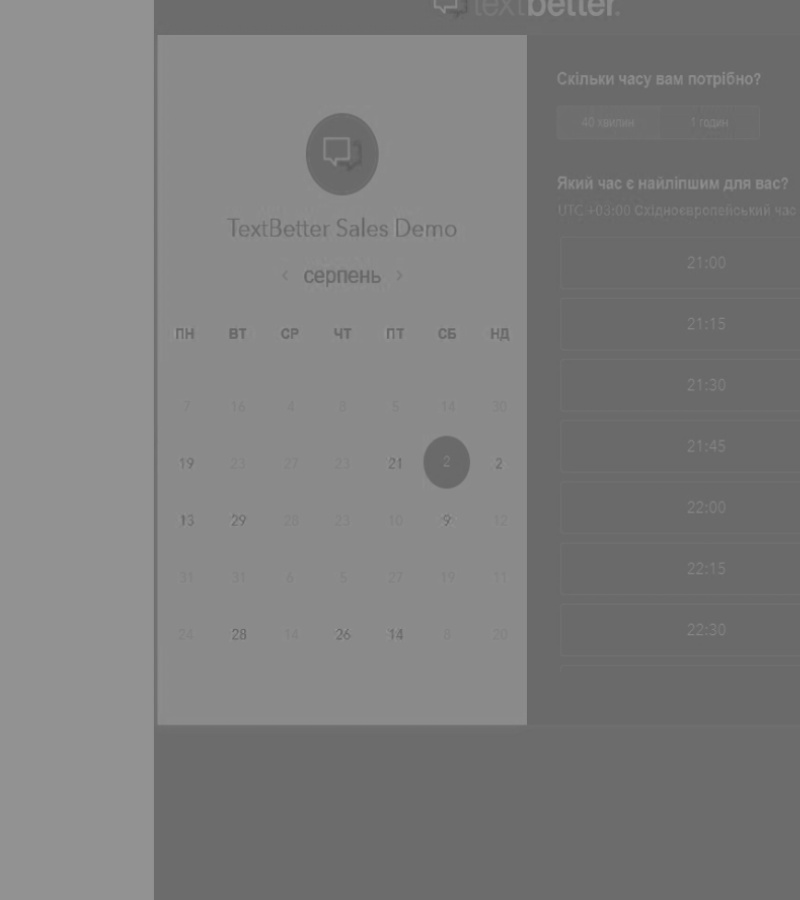 textbetter.
TextBetter Sales Demo
‹ серпень ›
ПН ВТ СР ЧТ ПТ СБ НД
7 16 4 8 5 14 30
19 23 27 23 21 2 2
13 29 28 23 10 9 12
31 31 6 5 27 19 11
24 28 14 26 14 8 20
Скільки часу вам потрібно?
40 хвилин 1 годин
Який час є найліпшим для вас?
UTC +03:00 Східноєвропейський час
21:00
21:15
21:30
21:45
22:00
22:15
22:30